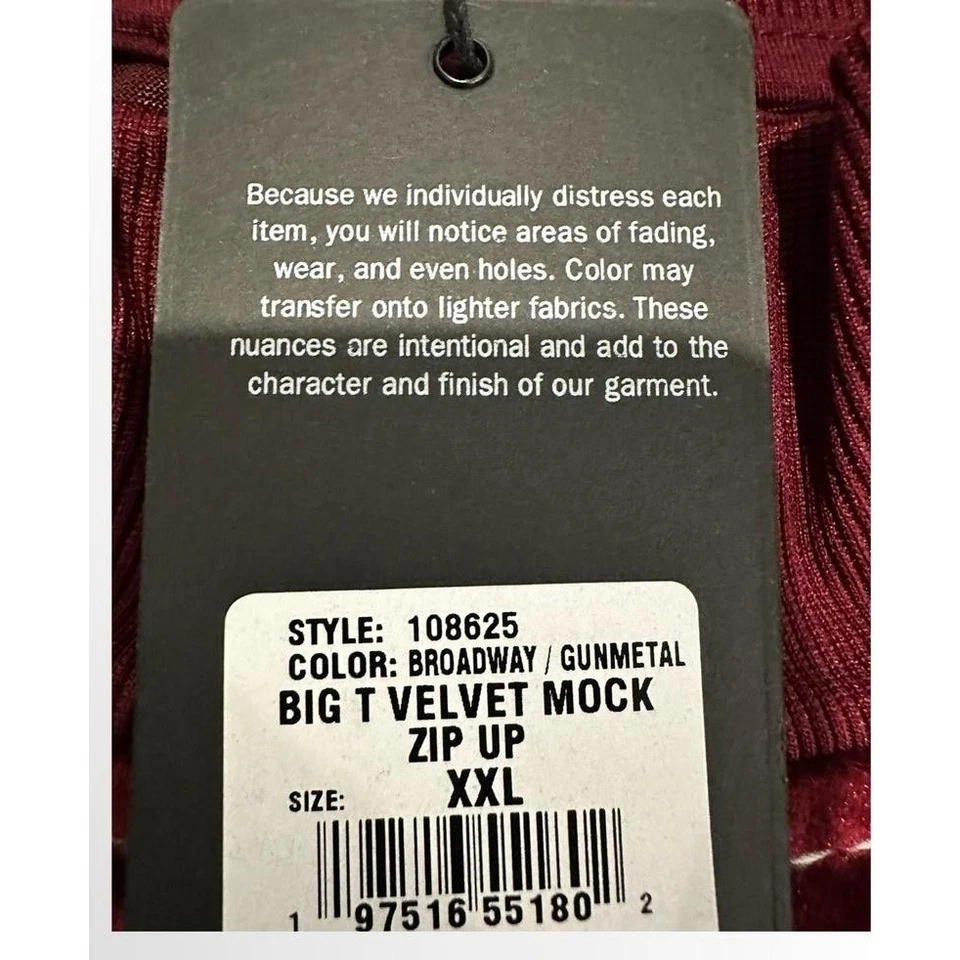 Because we individually distress each
item, you will notice areas of fading,
wear, and even holes. Color may
transfer onto lighter fabrics. These
nuances are intentional and add to the
character and finish of our garment.
STYLE: 108625
COLOR: BROADWAY / GUNMETAL
BIG T VELVET MOCK
ZIP UP
SIZE: XXL
1 97516 55180 2